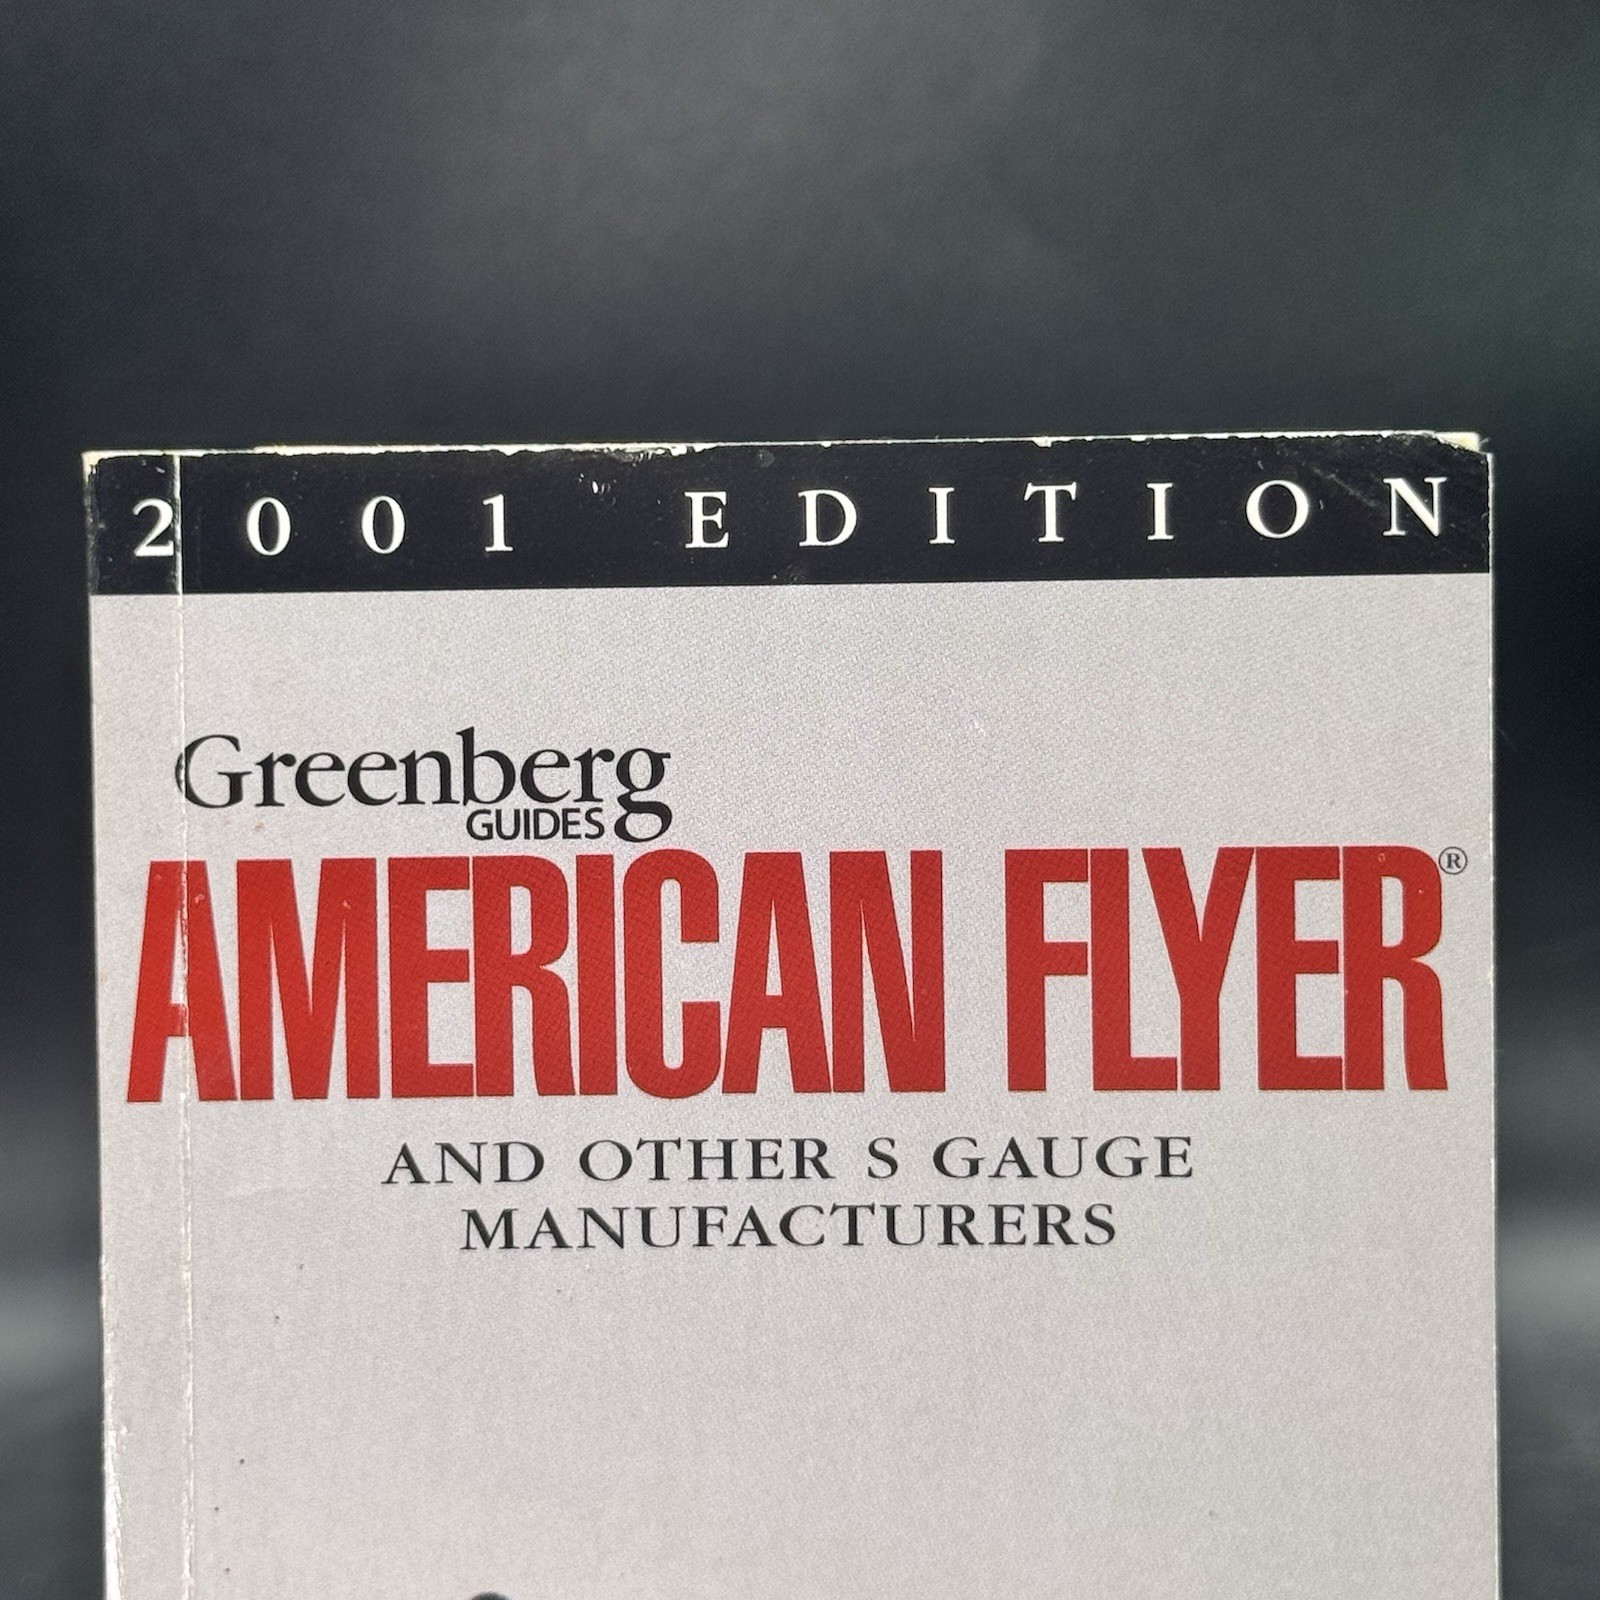 2001 EDITION
Greenberg
GUIDES
AMERICAN FLYER®
AND OTHER S GAUGE
MANUFACTURERS